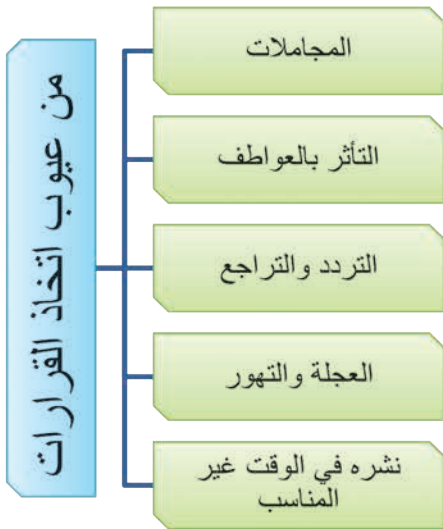 من عيوب اتخاذ القرارات
المجاملات
التأثر بالعواطف
التردد والتراجع
العجلة والتهور
نشره في الوقت غير
المناسب